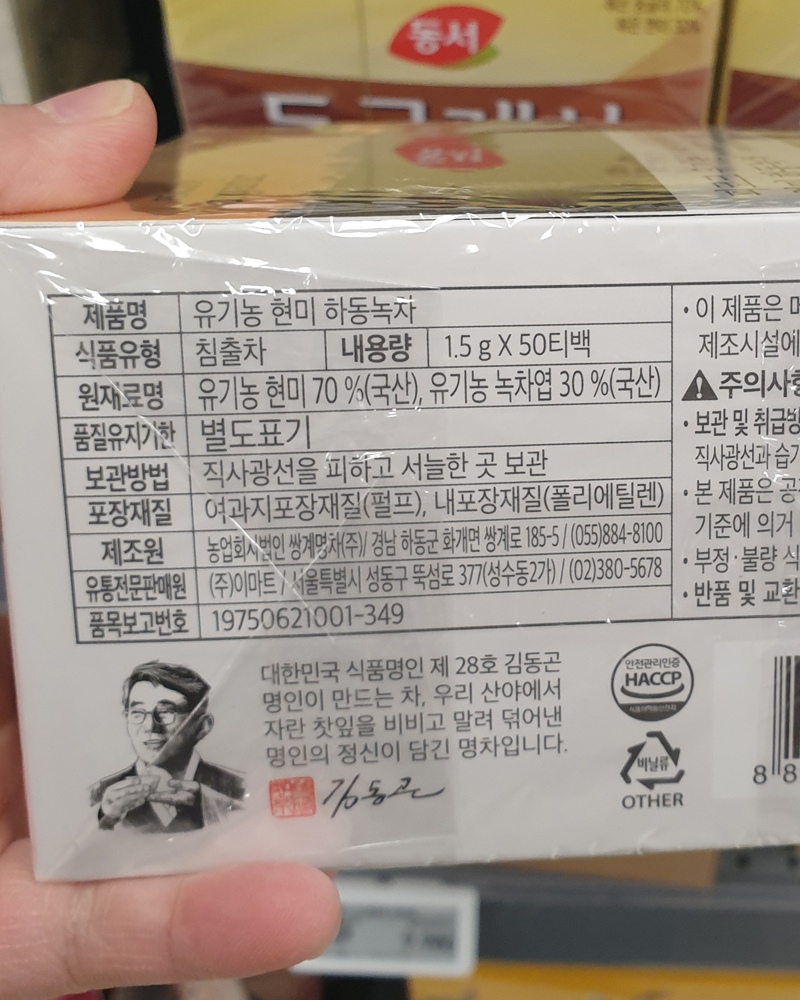 동서
제품명 유기농 현미 하동녹차
식품유형 침출차 내용량 1.5 g X 50티백
원재료명 유기농 현미 70 %(국산), 유기농 녹차엽 30 %(국산)
품질유지기한 별도표기
보관방법 직사광선을 피하고 서늘한 곳 보관
포장재질 여과지포장재질(펄프), 내포장재질(폴리에틸렌)
제조원 농업회사법인 쌍계명차(주)/ 경남 하동군 화개면 쌍계로 185-5 / (055)884-8100
유통전문판매원 (주)이마트 / 서울특별시 성동구 뚝섬로 377(성수동2가) / (02)380-5678
품목보고번호 19750621001-349
• 이 제품은
제조시설에
주의사항
• 보관 및 취급방
직사광선과 습기
• 본 제품은
기준에 의거
• 부정·불량
• 반품 및 교환
대한민국 식품명인 제 28호 김동곤
명인이 만드는 차, 우리 산야에서
자란 찻잎을 비비고 말려 덖어낸
명인의 정신이 담긴 명차입니다.
김동곤
안전관리인증
HACCP
비닐류
OTHER
8 8